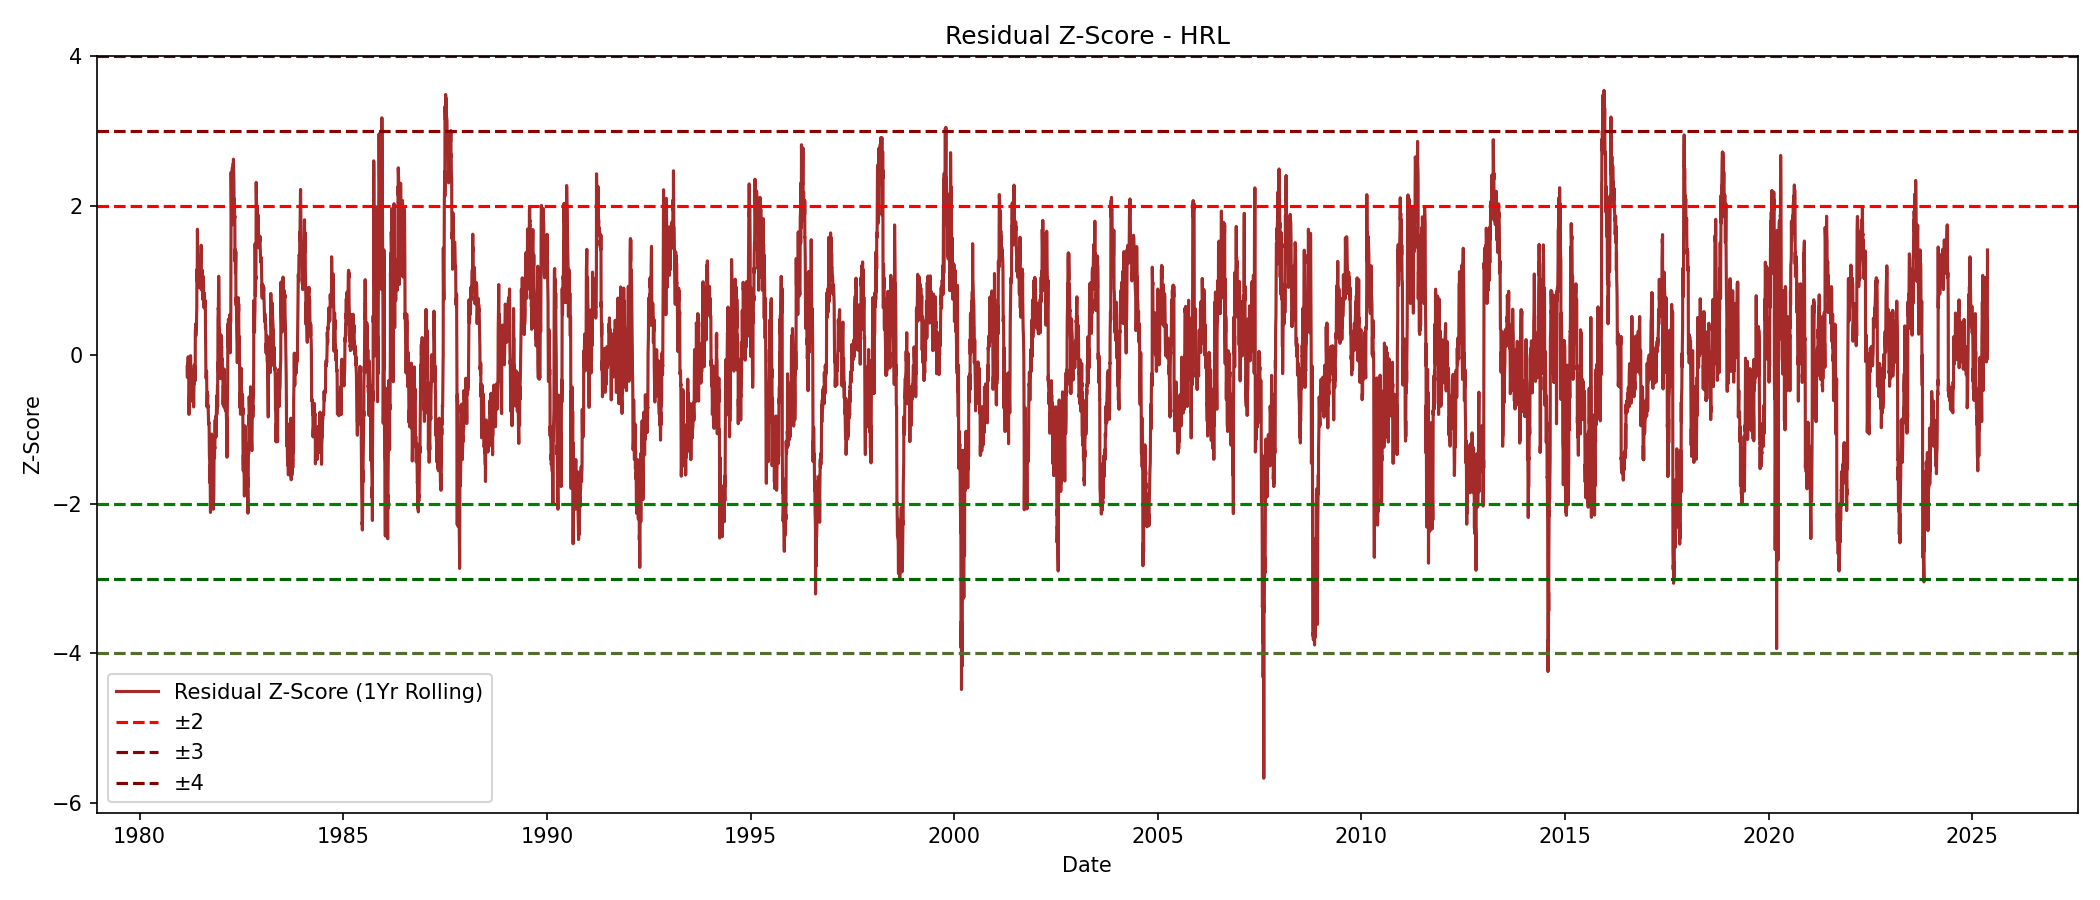 Residual Z-Score - HRL
4
2
0
−2
−4
−6
Z-Score
Residual Z-Score (1Yr Rolling)
±2
±3
±4
1980 1985 1990 1995 2000 2005 2010 2015 2020 2025
Date